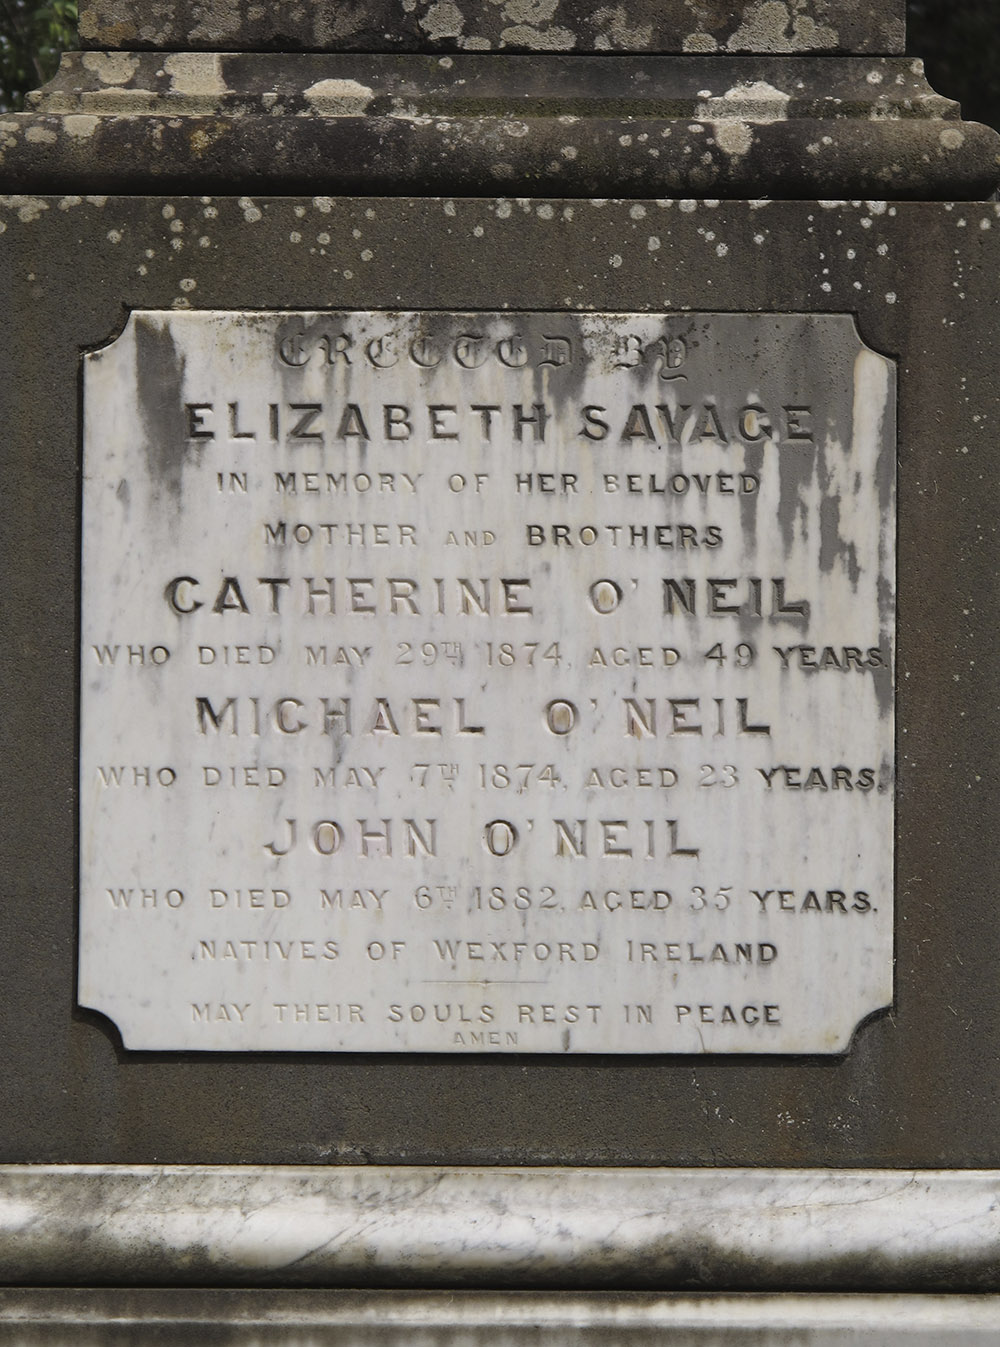 ERECTED BY
ELIZABETH SAVAGE
IN MEMORY OF HER BELOVED
MOTHER AND BROTHERS
CATHERINE O'NEIL
WHO DIED MAY 29TH 1874, AGED 49 YEARS.
MICHAEL O'NEIL
WHO DIED MAY 7TH 1874, AGED 23 YEARS.
JOHN O'NEIL
WHO DIED MAY 6TH 1882, AGED 35 YEARS.
NATIVES OF WEXFORD IRELAND
MAY THEIR SOULS REST IN PEACE
AMEN